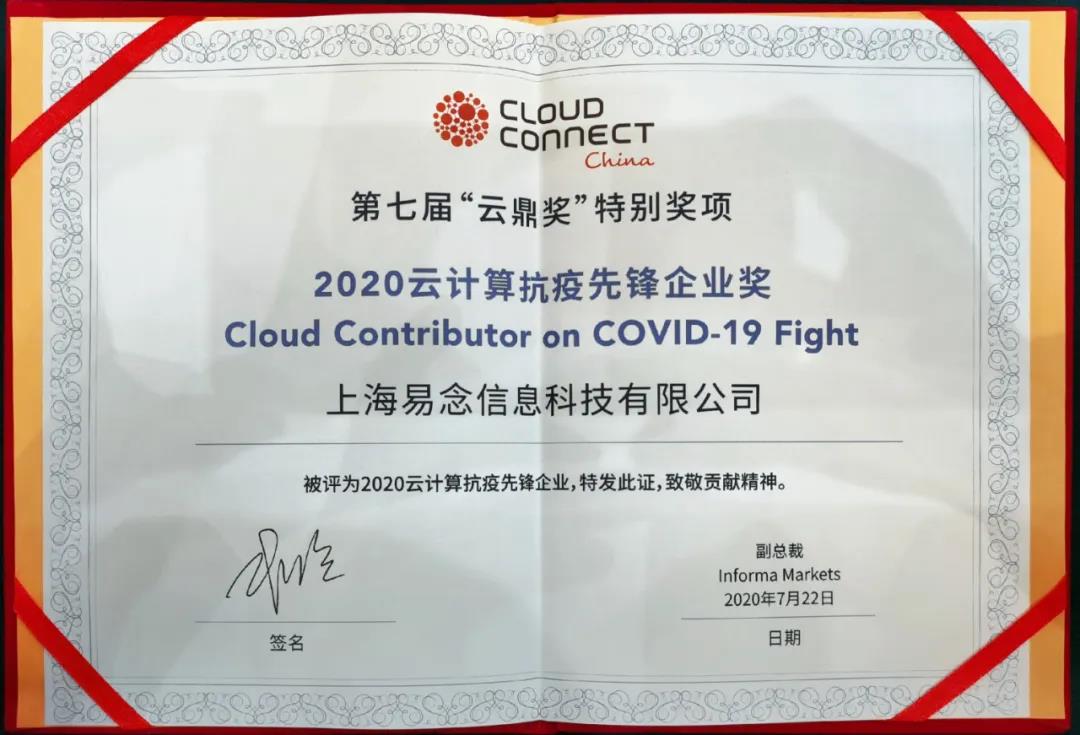 CLOUD
CONNECT
China
第七届“云鼎奖”特别奖项
2020云计算抗疫先锋企业奖
Cloud Contributor on COVID-19 Fight
上海易念信息科技有限公司
被评为2020云计算抗疫先锋企业,特发此证,致敬贡献精神。
副总裁
Informa Markets
2020年7月22日
签名
日期